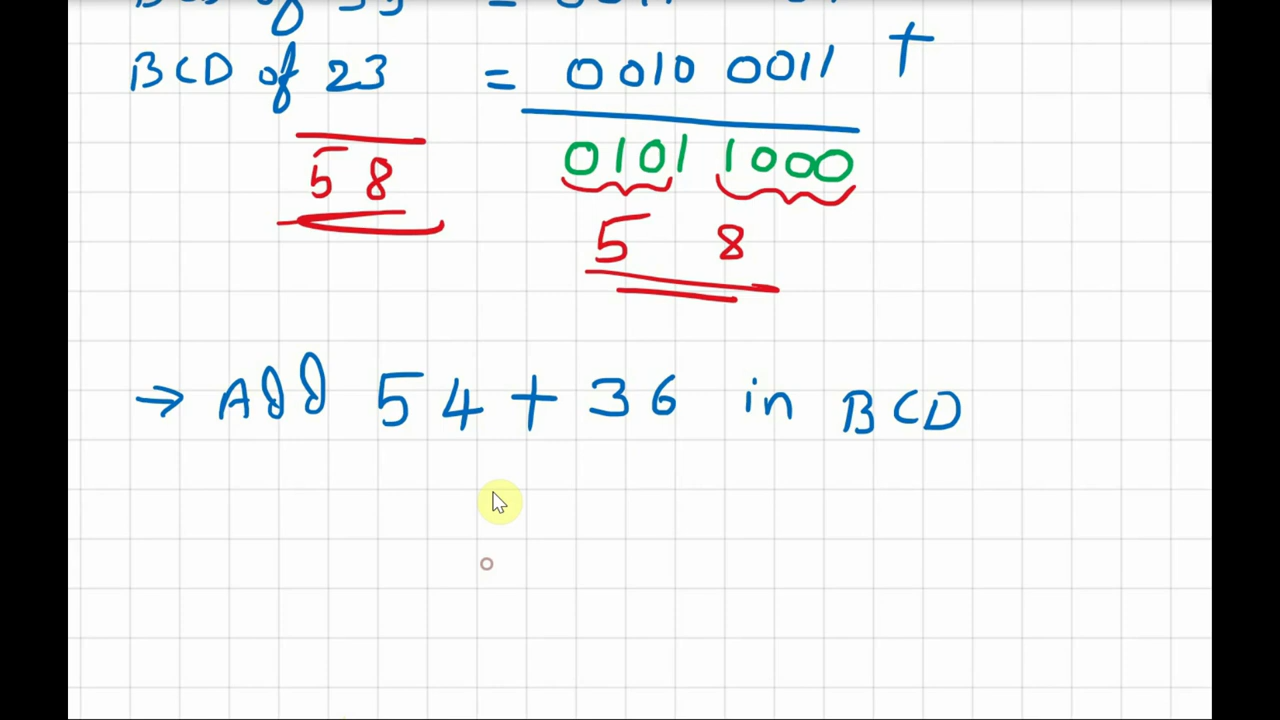 BCD of 23 = 0010 0011 +
58 0101 1000
5 8
→ Add 54 + 36 in BCD